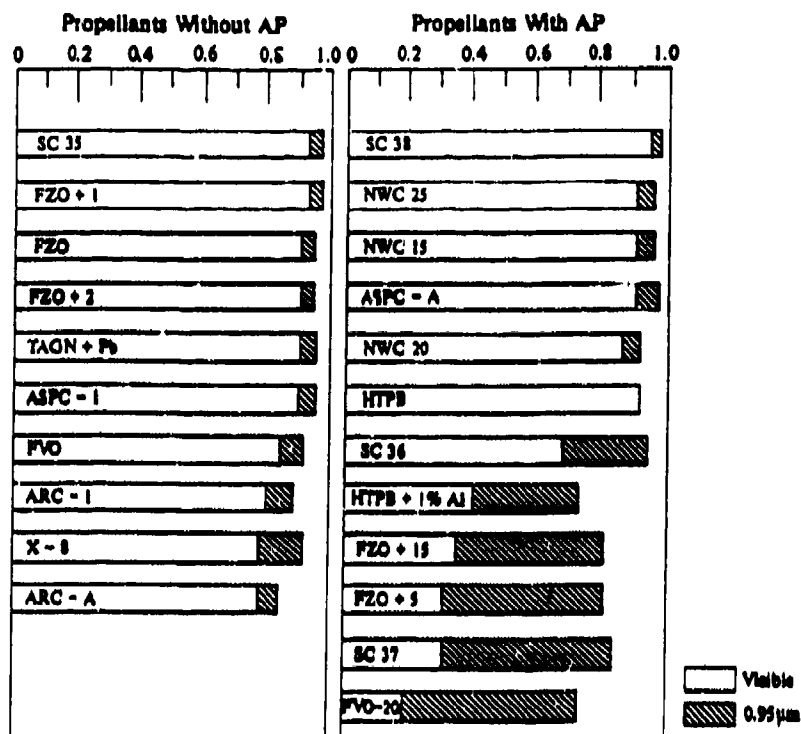 Propellants Without AP
0 0.2 0.4 0.6 0.8 1.0
SC 35
FZO + 1
FZO
FZO + 2
TAGN + Pb
ASPC - 1
FVO
ARC - 1
X - 8
ARC - A
Propellants With AP
0 0.2 0.4 0.6 0.8 1.0
SC 38
NWC 25
NWC 15
ASPC - A
NWC 20
HTPB
SC 36
HTPB + 1% Al
FZO + 15
FZO + 5
SC 37
FVO-20
Visible
0.95 μm